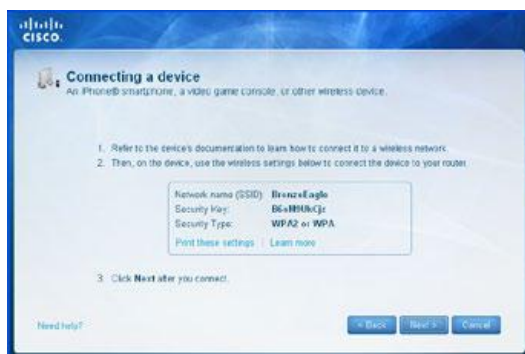 CISCO
Connecting a device
An iPhone® smartphone, a video game console, or other wireless device.
1. Refer to the device's documentation to learn how to connect it to a wireless network.
2. Then, on the device, use the wireless settings below to connect the device to your router.
Network name (SSID) BronzeEagle
Security Key:
Security Type: WPA2 or WPA
Print these settings | Learn more
3. Click Next after you connect.
Need help?
< Back Next > Cancel